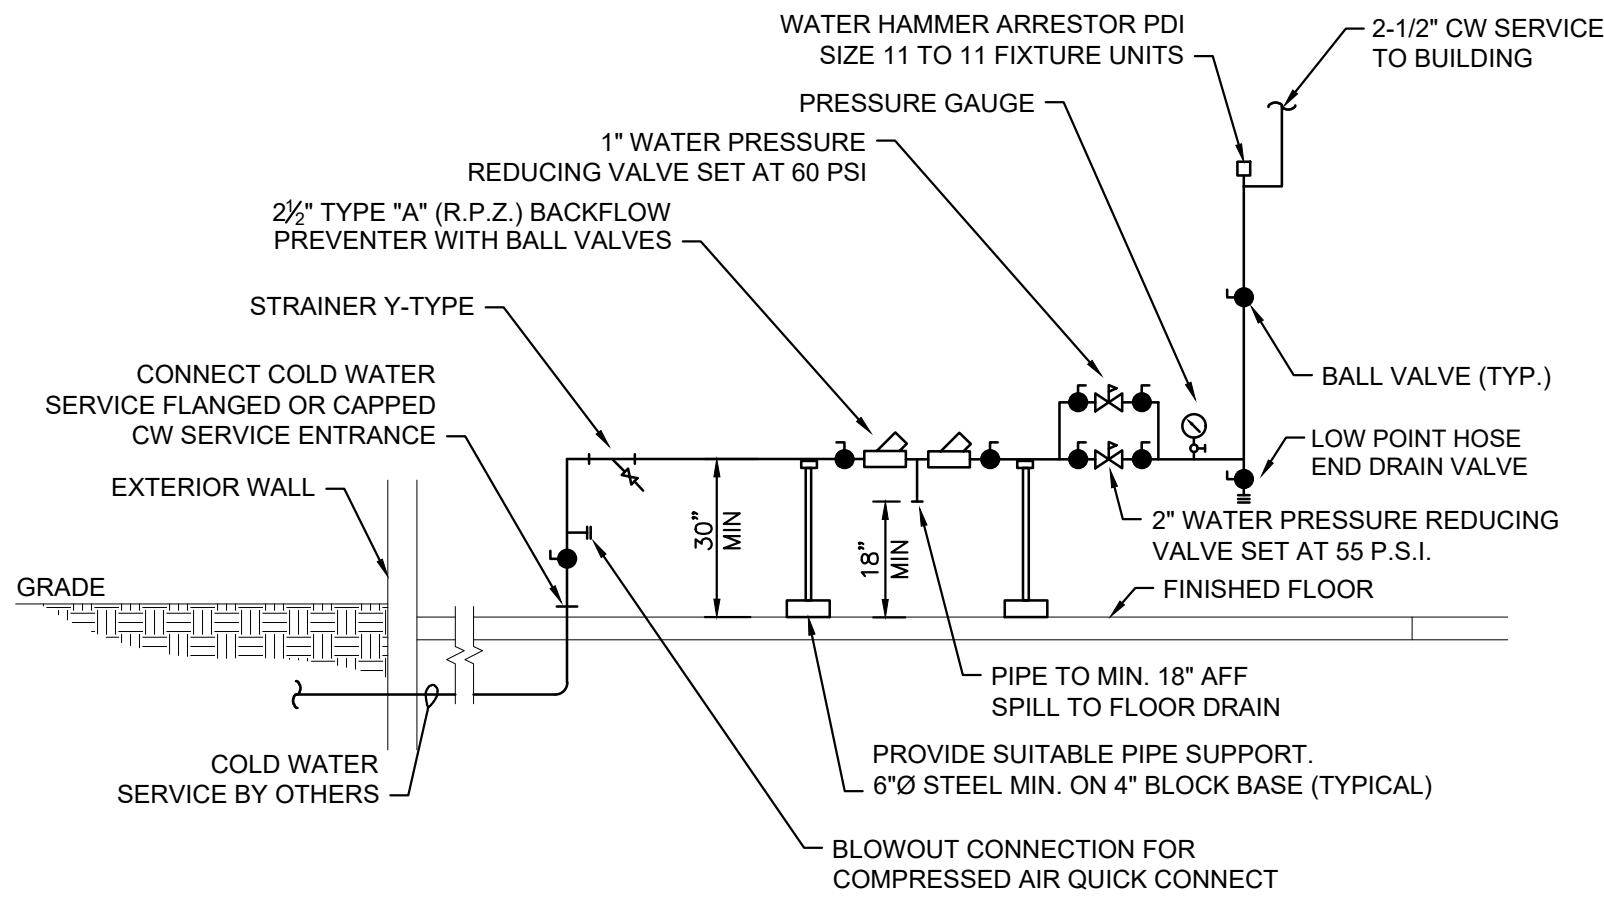 WATER HAMMER ARRESTOR PDI
SIZE 11 TO 11 FIXTURE UNITS
2-1/2" CW SERVICE
TO BUILDING
PRESSURE GAUGE
1" WATER PRESSURE
REDUCING VALVE SET AT 60 PSI
2½" TYPE "A" (R.P.Z.) BACKFLOW
PREVENTER WITH BALL VALVES
STRAINER Y-TYPE
CONNECT COLD WATER
SERVICE FLANGED OR CAPPED
CW SERVICE ENTRANCE
BALL VALVE (TYP.)
LOW POINT HOSE
END DRAIN VALVE
EXTERIOR WALL
30"
MIN
18"
MIN
2" WATER PRESSURE REDUCING
VALVE SET AT 55 P.S.I.
GRADE
FINISHED FLOOR
PIPE TO MIN. 18" AFF
SPILL TO FLOOR DRAIN
COLD WATER
SERVICE BY OTHERS
PROVIDE SUITABLE PIPE SUPPORT.
6"Ø STEEL MIN. ON 4" BLOCK BASE (TYPICAL)
BLOWOUT CONNECTION FOR
COMPRESSED AIR QUICK CONNECT